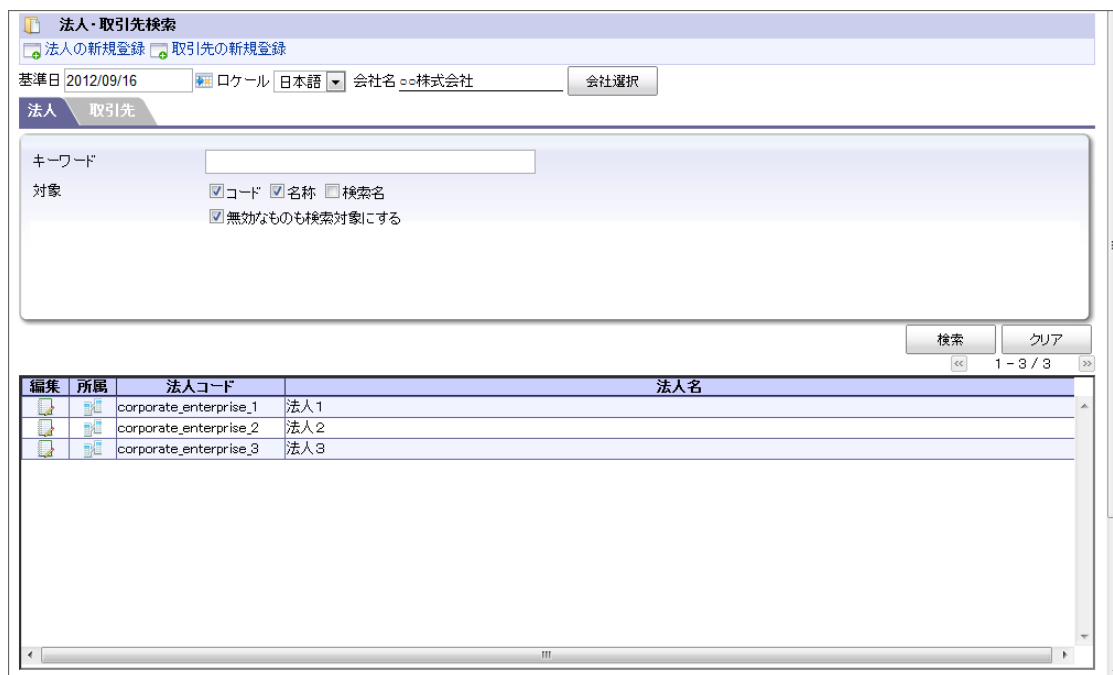 法人・取引先検索
法人の新規登録 取引先の新規登録
基準日 2012/09/16 ロケール 日本語 会社名 ○○株式会社 会社選択
法人 取引先
キーワード
対象 コード 名称 検索名
無効なものも検索対象にする
検索 クリア
<< 1 - 3 / 3 >>
編集 所属 法人コード 法人名
corporate_enterprise_1 法人1
corporate_enterprise_2 法人2
corporate_enterprise_3 法人3